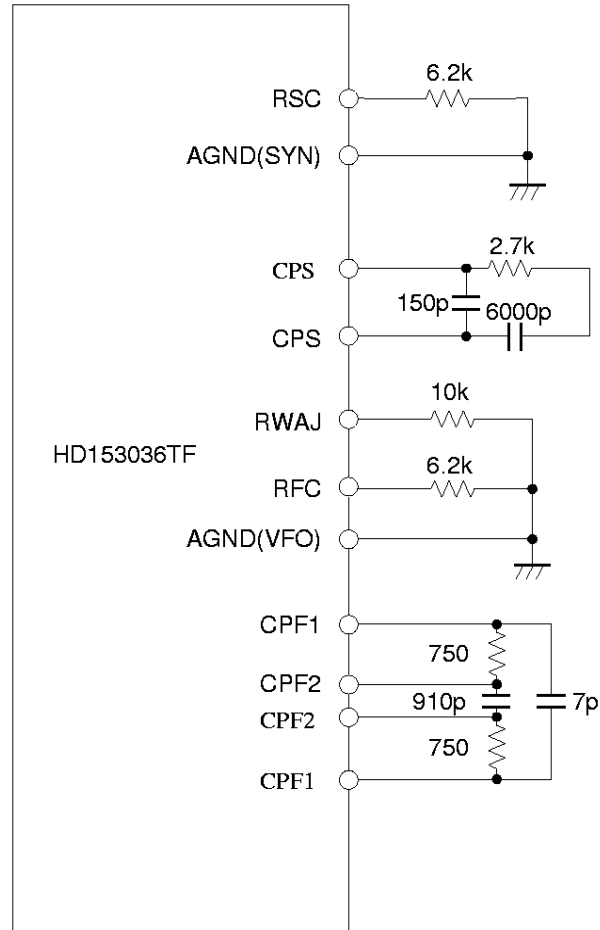 RSC
6.2k
AGND(SYN)
CPS
2.7k
150p
6000p
CPS
RWAJ
10k
HD153036TF
RFC
6.2k
AGND(VFO)
CPF1
750
CPF2
910p
7p
CPF2
750
CPF1